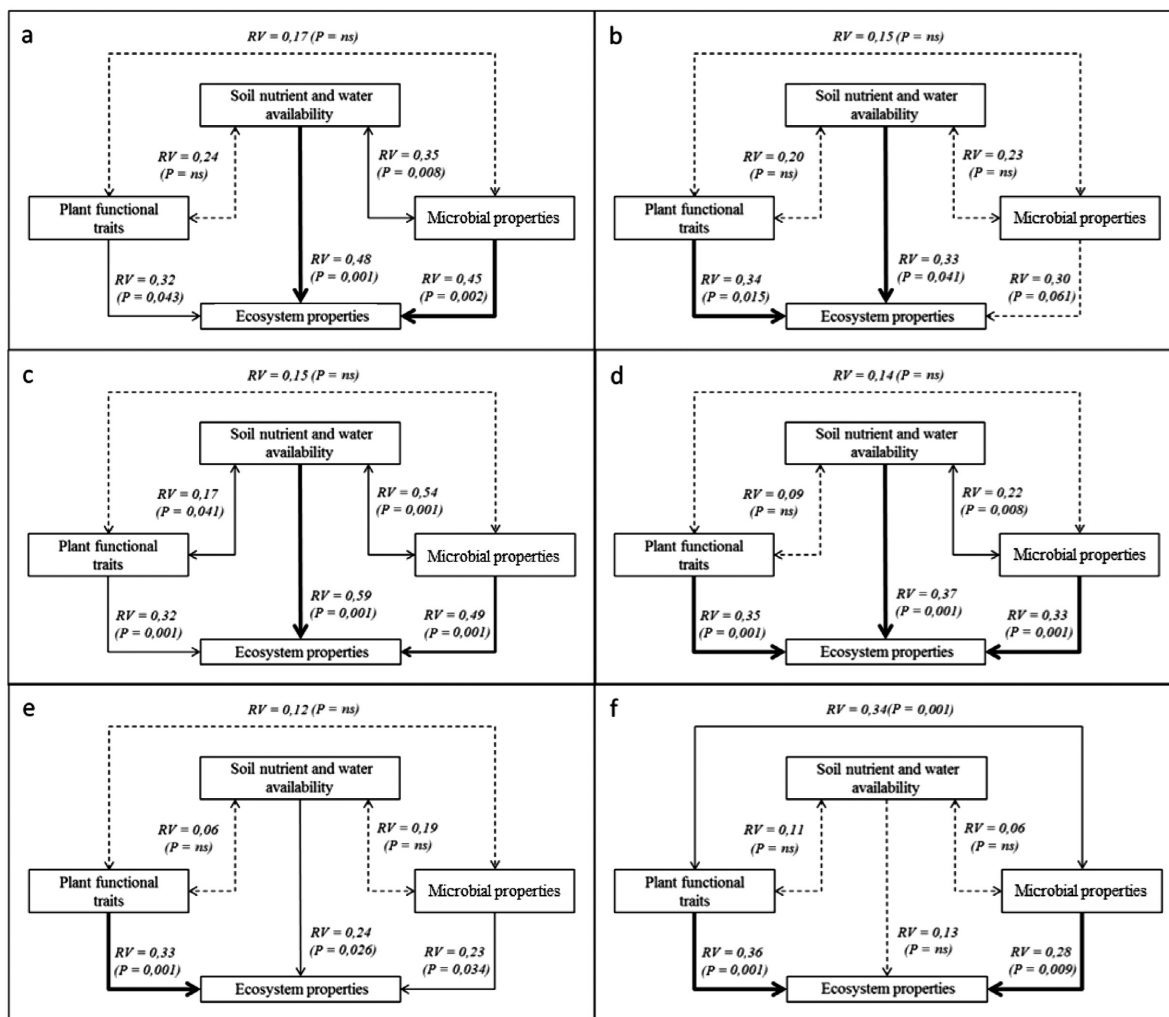 a
RV = 0,17 (P = ns)
Soil nutrient and water
availability
RV = 0,24
(P = ns)
RV = 0,35
(P = 0,008)
Plant functional
traits
Microbial properties
RV = 0,32
(P = 0,043)
RV = 0,48
(P = 0,001)
RV = 0,45
(P = 0,002)
Ecosystem properties
b
RV = 0,15 (P = ns)
Soil nutrient and water
availability
RV = 0,20
(P = ns)
RV = 0,23
(P = ns)
Plant functional
traits
Microbial properties
RV = 0,34
(P = 0,015)
RV = 0,33
(P = 0,041)
RV = 0,30
(P = 0,061)
Ecosystem properties
c
RV = 0,15 (P = ns)
Soil nutrient and water
availability
RV = 0,17
(P = 0,041)
RV = 0,54
(P = 0,001)
Plant functional
traits
Microbial properties
RV = 0,32
(P = 0,001)
RV = 0,59
(P = 0,001)
RV = 0,49
(P = 0,001)
Ecosystem properties
d
RV = 0,14 (P = ns)
Soil nutrient and water
availability
RV = 0,09
(P = ns)
RV = 0,22
(P = 0,008)
Plant functional
traits
Microbial properties
RV = 0,35
(P = 0,001)
RV = 0,37
(P = 0,001)
RV = 0,33
(P = 0,001)
Ecosystem properties
e
RV = 0,12 (P = ns)
Soil nutrient and water
availability
RV = 0,06
(P = ns)
RV = 0,19
(P = ns)
Plant functional
traits
Microbial properties
RV = 0,33
(P = 0,001)
RV = 0,24
(P = 0,026)
RV = 0,23
(P = 0,034)
Ecosystem properties
f
RV = 0,34(P = 0,001)
Soil nutrient and water
availability
RV = 0,11
(P = ns)
RV = 0,06
(P = ns)
Plant functional
traits
Microbial properties
RV = 0,36
(P = 0,001)
RV = 0,13
(P = ns)
RV = 0,28
(P = 0,009)
Ecosystem properties